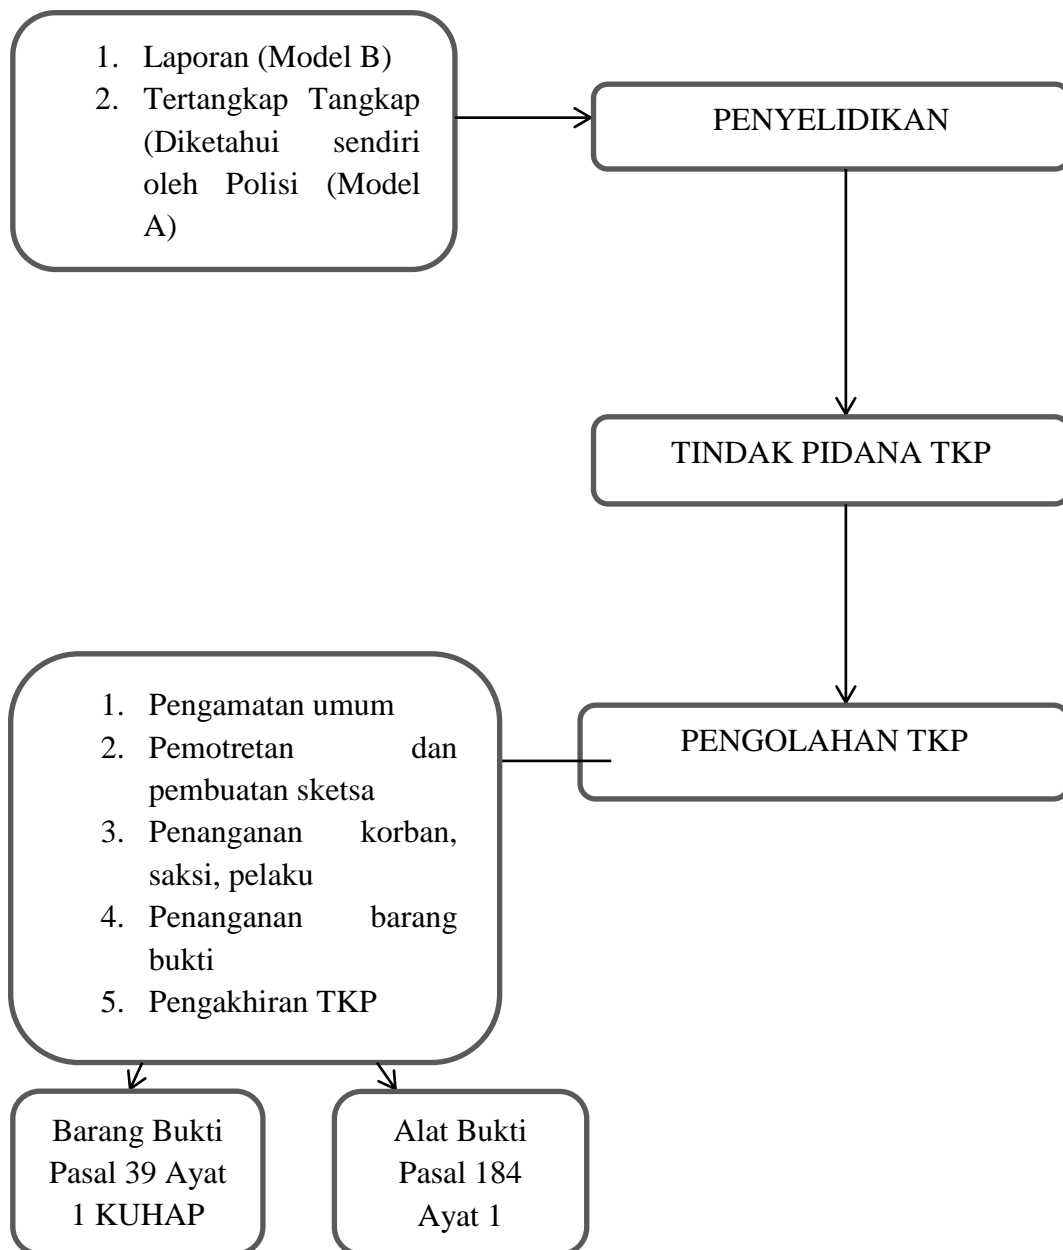 1. Laporan (Model B)
2. Tertangkap Tangkap
(Diketahui sendiri
oleh Polisi (Model
A)
PENYELIDIKAN
TINDAK PIDANA TKP
PENGOLAHAN TKP
1. Pengamatan umum
2. Pemotretan dan
pembuatan sketsa
3. Penanganan korban,
saksi, pelaku
4. Penanganan barang
bukti
5. Pengakhiran TKP
Barang Bukti
Pasal 39 Ayat
1 KUHAP
Alat Bukti
Pasal 184
Ayat 1